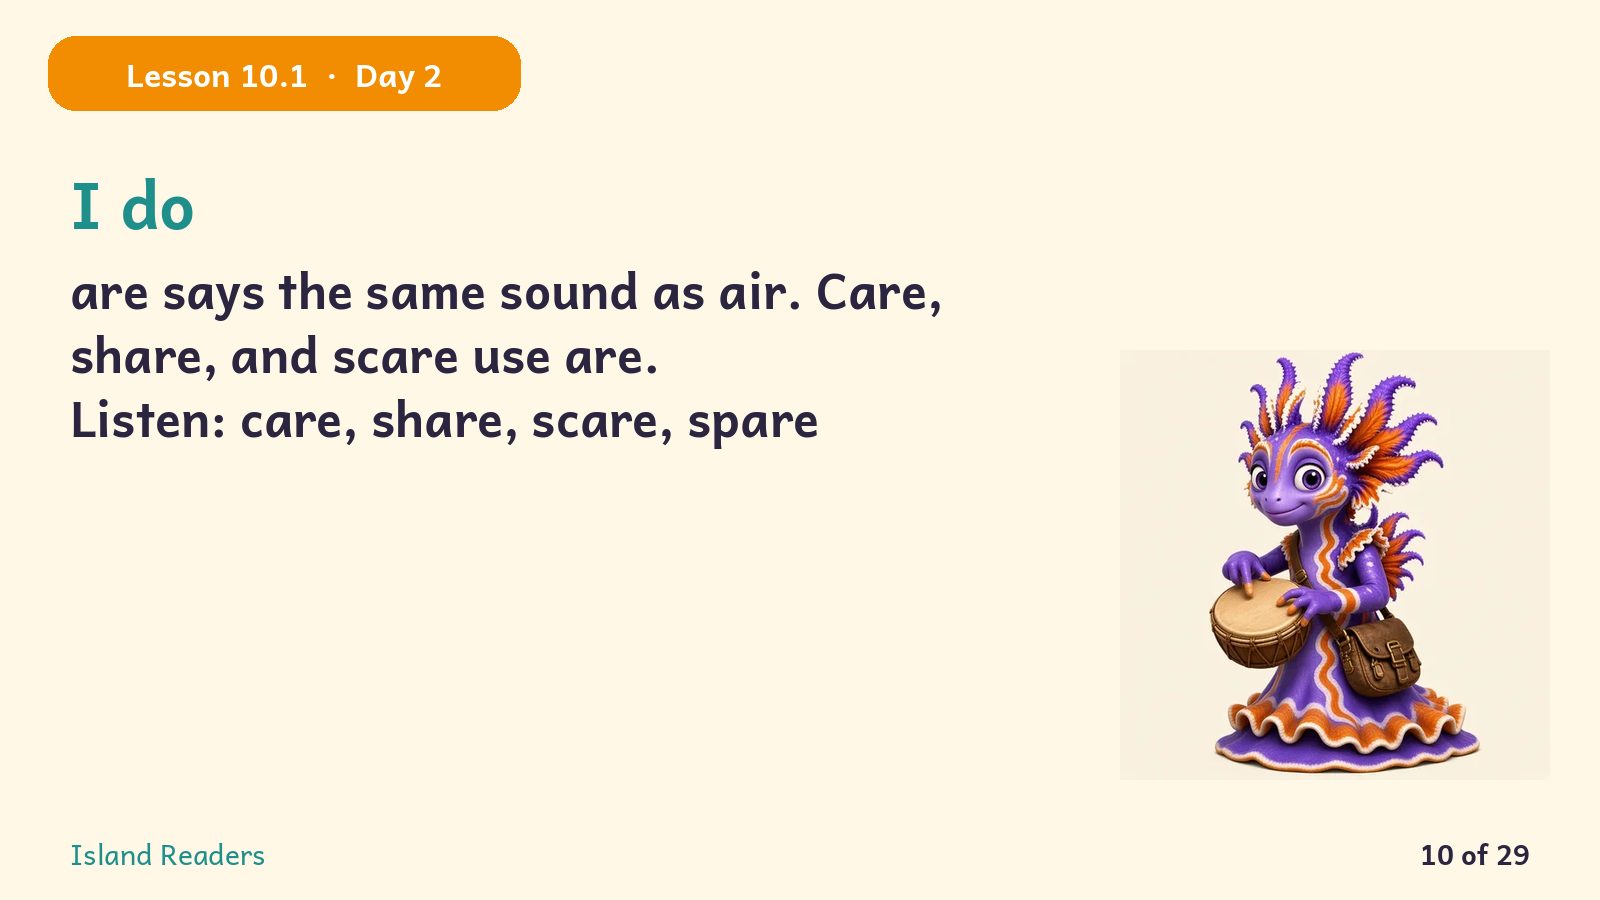 Lesson 10.1 · Day 2
I do
are says the same sound as air. Care,
share, and scare use are.
Listen: care, share, scare, spare
Island Readers
10 of 29